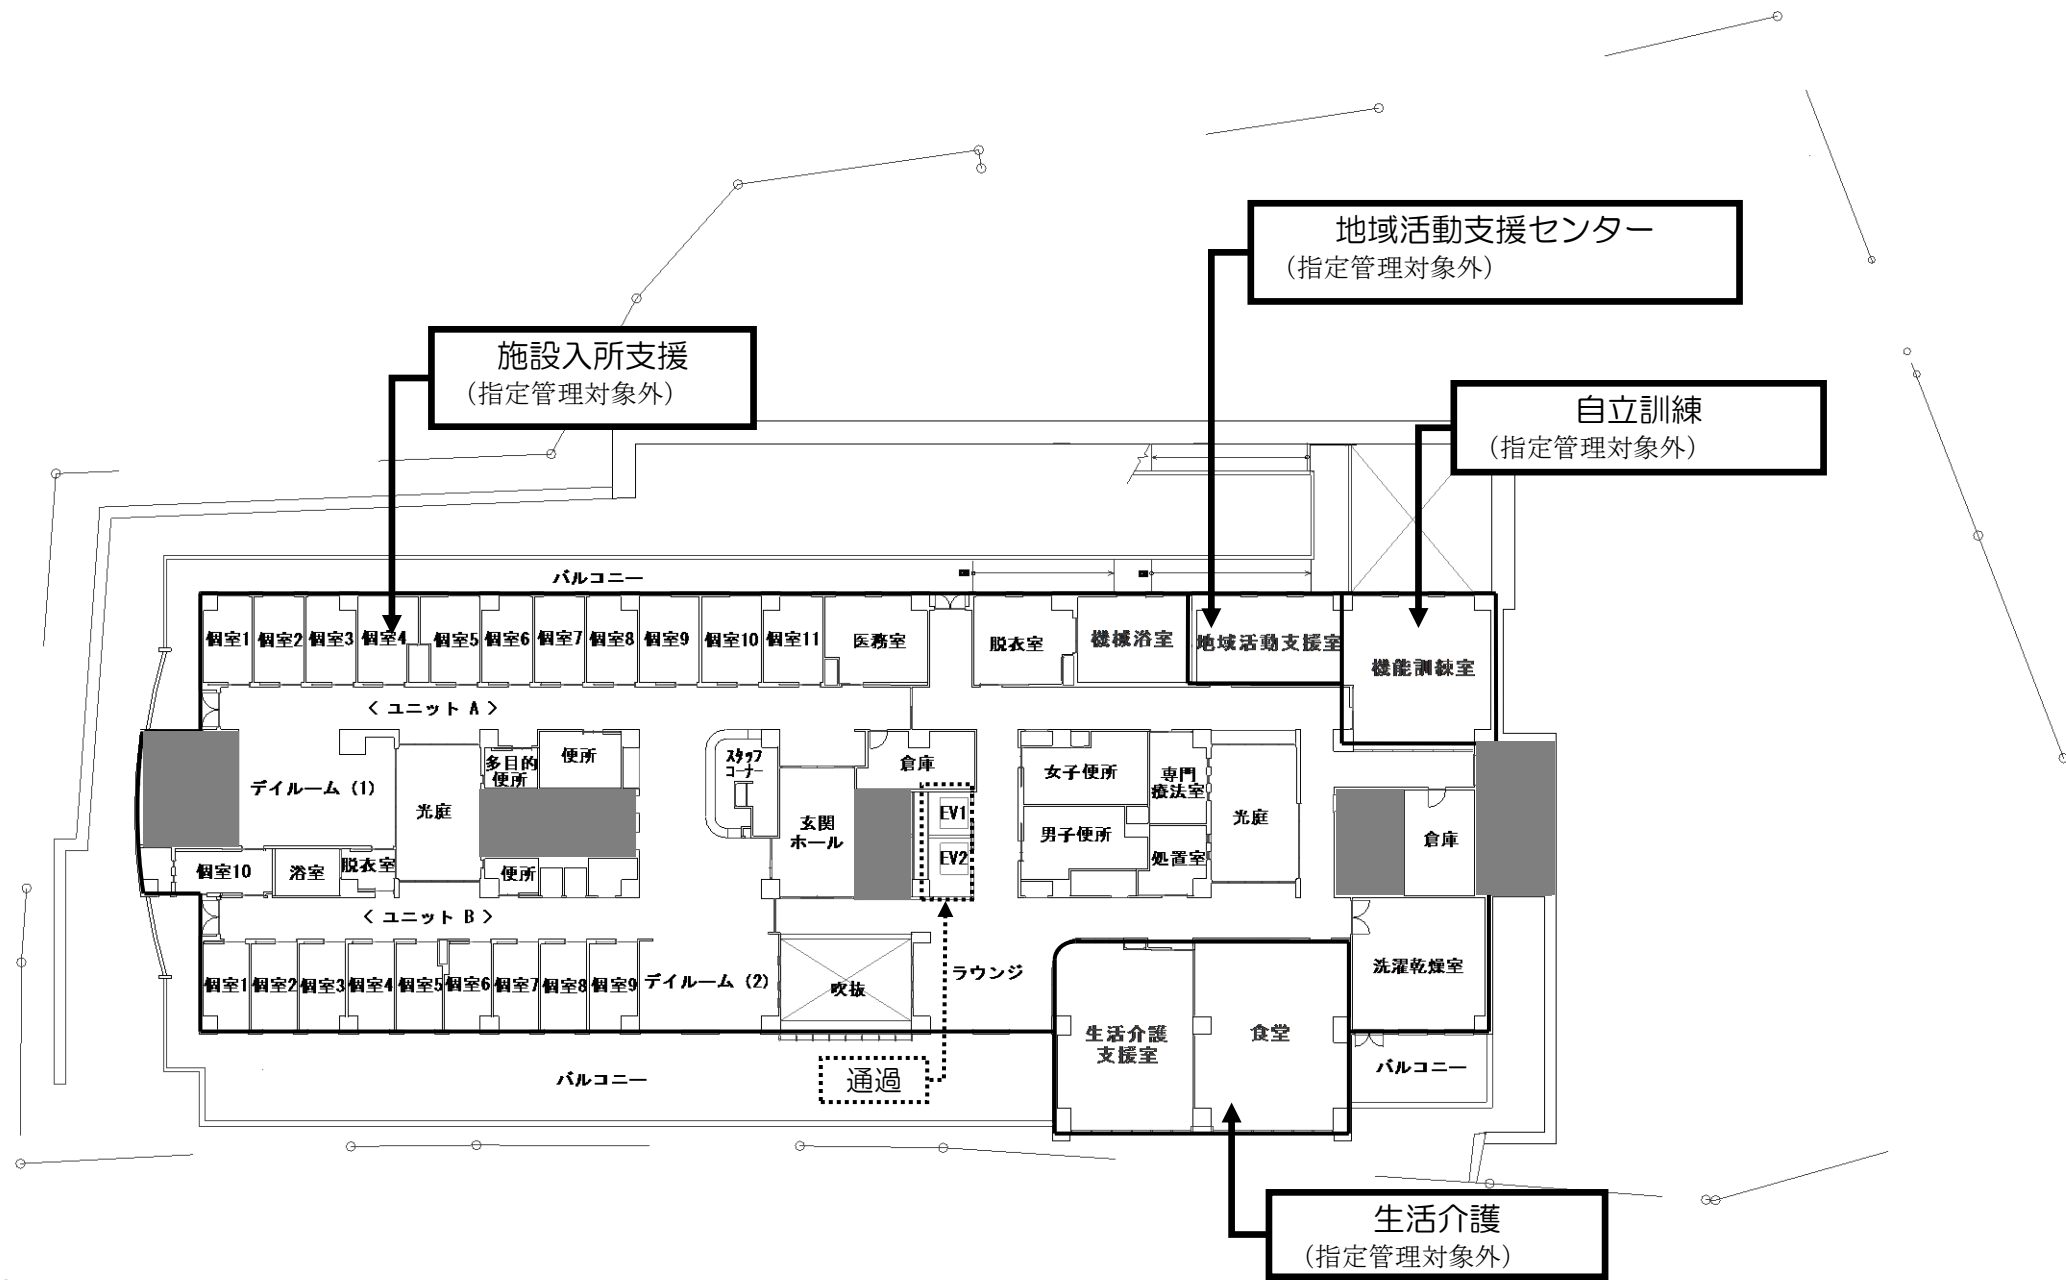 地域活動支援センター
（指定管理対象外）
施設入所支援
（指定管理対象外）
自立訓練
（指定管理対象外）
バルコニー
個室1
個室2
個室3
個室4
個室5
個室6
個室7
個室8
個室9
個室10
個室11
医務室
脱衣室
機械浴室
地域活動支援室
機能訓練室
< ユニット A >
スタッフ
コーナー
倉庫
多目的
便所
便所
デイルーム (1)
光庭
玄関
ホール
EV1
EV2
女子便所
男子便所
専門
療法室
処置室
光庭
倉庫
個室10
浴室
脱衣室
便所
< ユニット B >
個室1
個室2
個室3
個室4
個室5
個室6
個室7
個室8
個室9
デイルーム (2)
吹抜
ラウンジ
洗濯乾燥室
生活介護
支援室
食堂
バルコニー
バルコニー
通過
生活介護
（指定管理対象外）